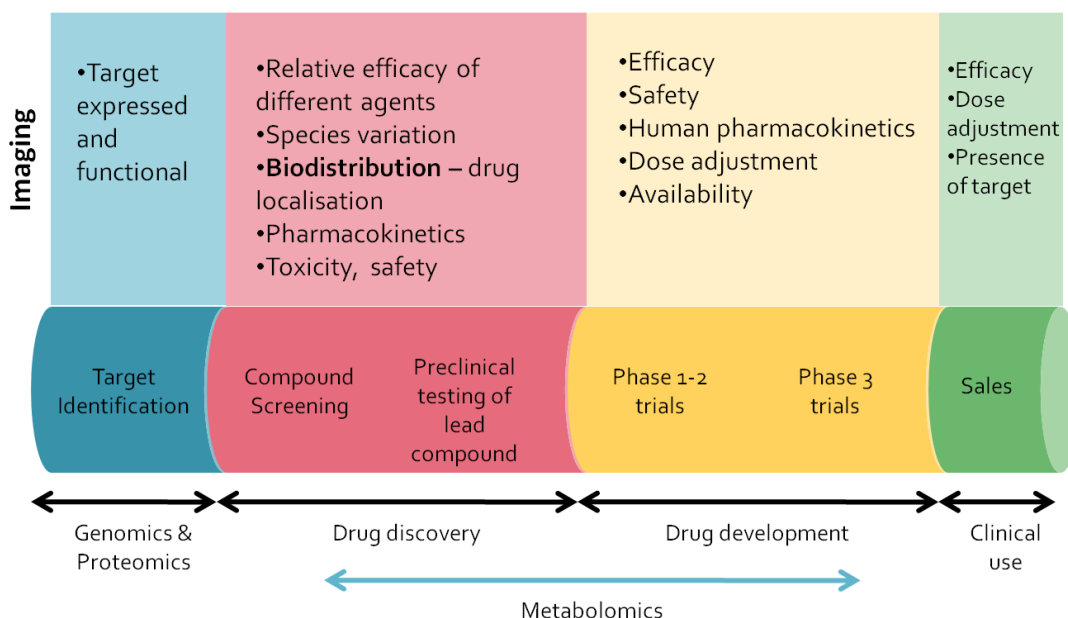 Imaging
•Target
expressed
and
functional
•Relative efficacy of
different agents
•Species variation
•Biodistribution – drug
localisation
•Pharmacokinetics
•Toxicity, safety
•Efficacy
•Safety
•Human pharmacokinetics
•Dose adjustment
•Availability
•Efficacy
•Dose
adjustment
•Presence
of target
Target
Identification
Compound
Screening
Preclinical
testing of
lead
compound
Phase 1-2
trials
Phase 3
trials
Sales
Genomics &
Proteomics
Drug discovery
Drug development
Clinical
use
Metabolomics